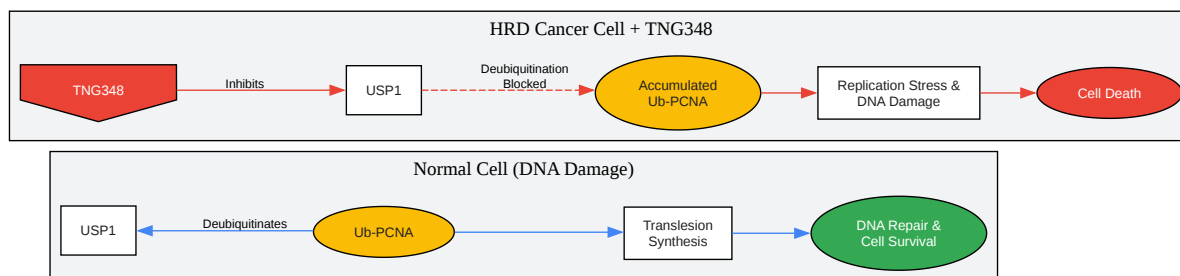 HRD Cancer Cell + TNG348
TNG348
Inhibits
USP1
Deubiquitination
Blocked
Accumulated
Ub-PCNA
Replication Stress &
DNA Damage
Cell Death
Normal Cell (DNA Damage)
USP1
Deubiquitinates
Ub-PCNA
Translesion
Synthesis
DNA Repair &
Cell Survival